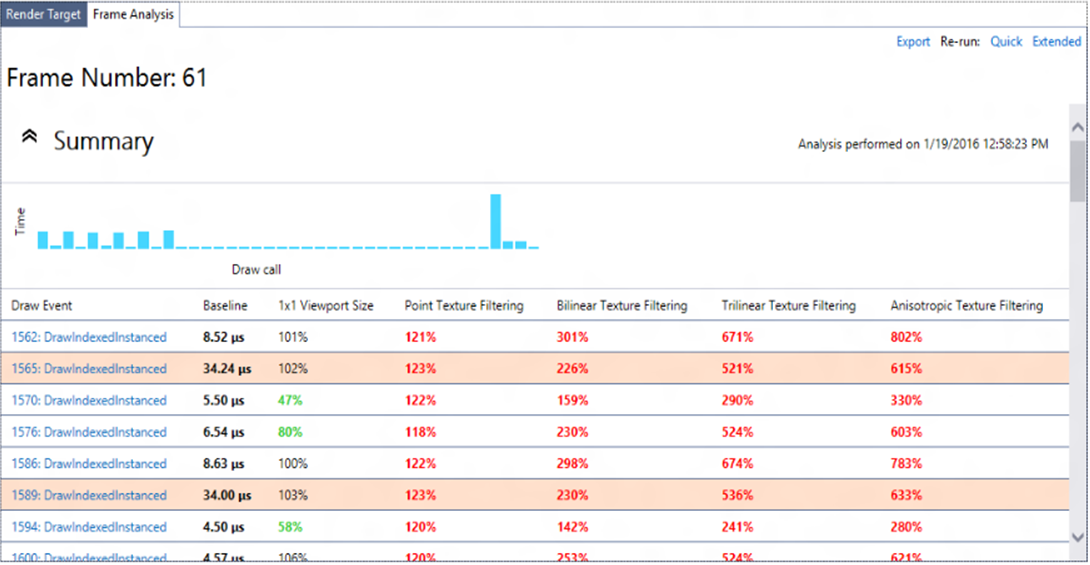 Render Target Frame Analysis
Export Re-run: Quick Extended
Frame Number: 61
Summary
Analysis performed on 1/19/2016 12:58:23 PM
Time
Draw call
Draw Event Baseline 1x1 Viewport Size Point Texture Filtering Bilinear Texture Filtering Trilinear Texture Filtering Anisotropic Texture Filtering
1562: DrawIndexedInstanced 8.52 µs 101% 121% 301% 671% 802%
1565: DrawIndexedInstanced 34.24 µs 102% 123% 226% 521% 615%
1570: DrawIndexedInstanced 5.50 µs 47% 122% 159% 290% 330%
1576: DrawIndexedInstanced 6.54 µs 80% 118% 230% 524% 603%
1586: DrawIndexedInstanced 8.63 µs 100% 122% 298% 674% 783%
1589: DrawIndexedInstanced 34.00 µs 103% 123% 230% 536% 633%
1594: DrawIndexedInstanced 4.50 µs 58% 120% 142% 241% 280%
1600: DrawIndexedInstanced 4.57 µs 106% 120% 253% 524% 621%